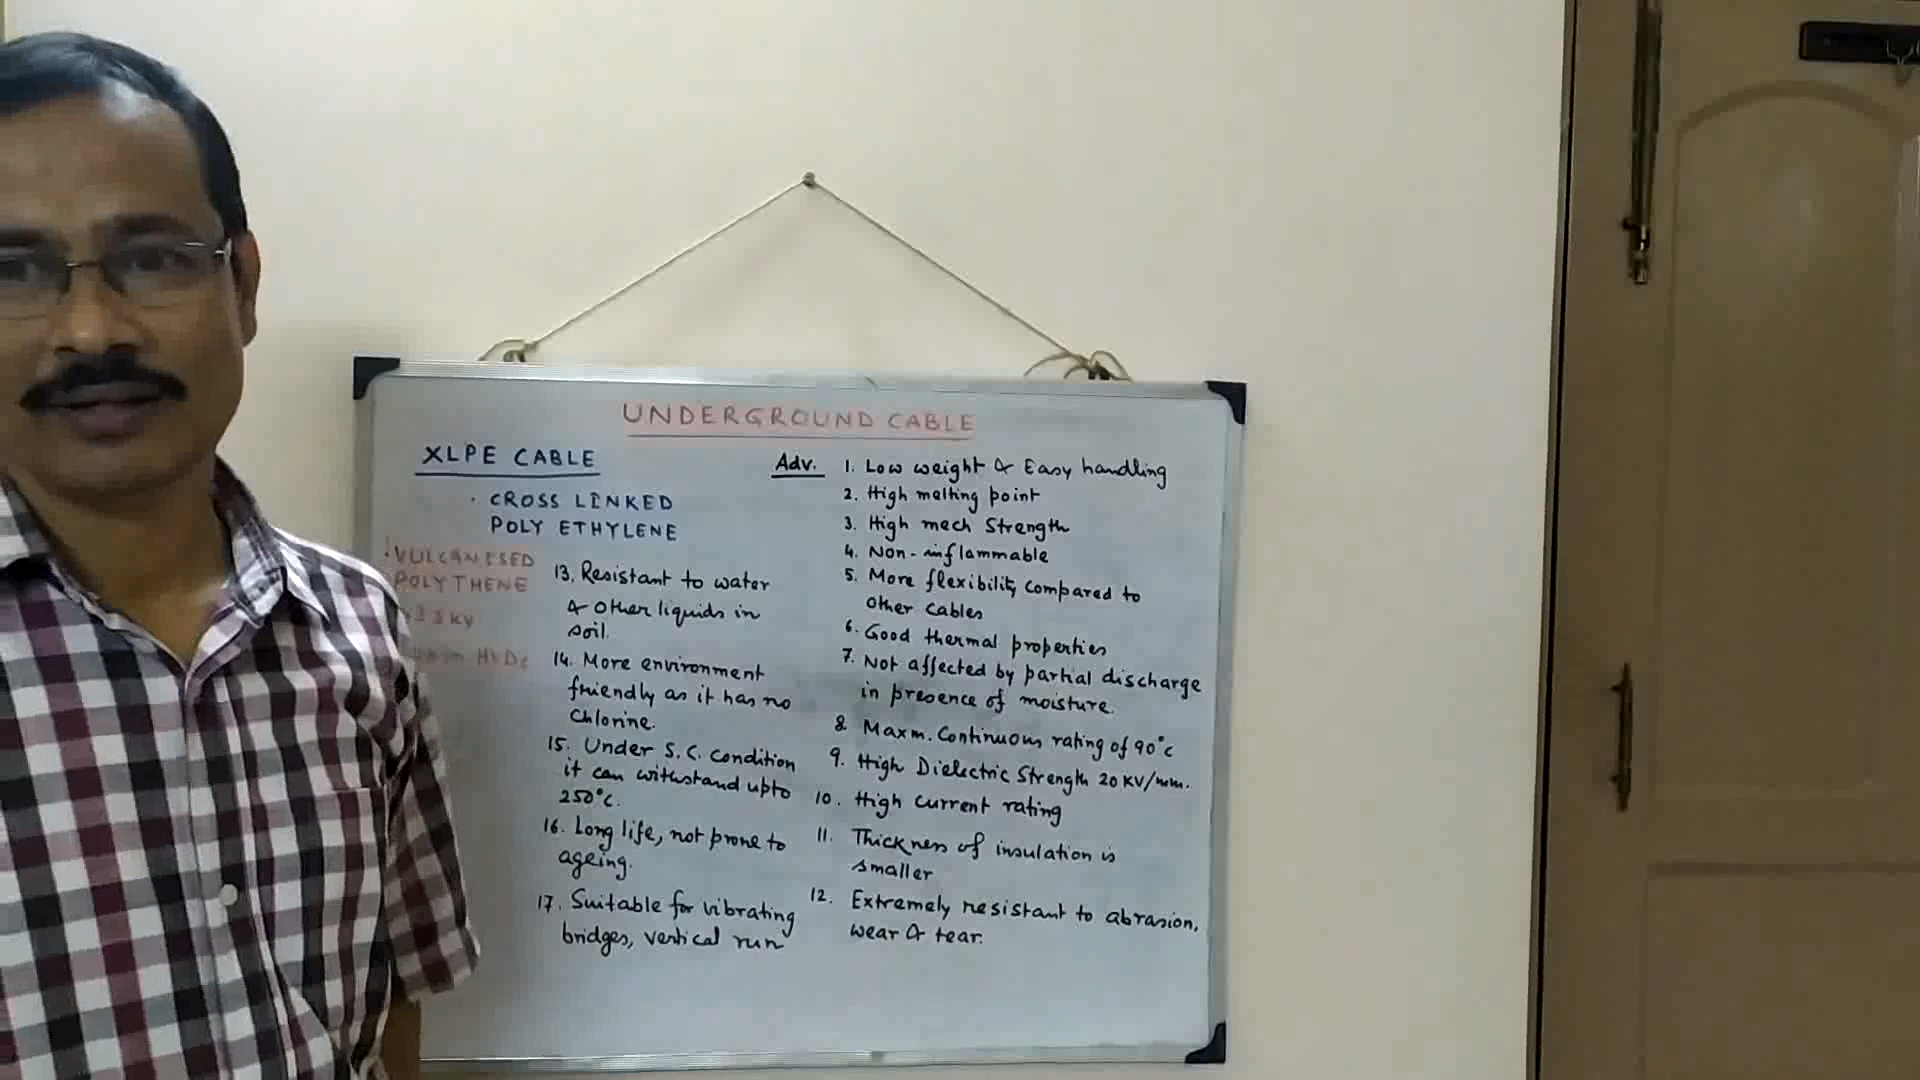 UNDERGROUND CABLE
XLPE CABLE
CROSS LINKED
POLY ETHYLENE
VULCANISED
POLYTHENE
KV
HVDC
Adv. 1. Low weight & Easy handling
2. High melting point
3. High mech Strength
4. Non-inflammable
5. More flexibility compared to
other cables
6. Good thermal properties
7. Not affected by partial discharge
in presence of moisture.
8 Maxm. Continuous rating of 90°c
9. High Dielectric Strength 20 KV/mm.
10. High current rating
11. Thickness of insulation is
smaller
12. Extremely resistant to abrasion,
wear & tear.
13. Resistant to water
& other liquids in
soil.
14. More environment
friendly as it has no
Chlorine.
15. Under S.C. condition
it can withstand upto
250°c.
16. Long life, not prone to
ageing.
17. Suitable for vibrating
bridges, vertical run